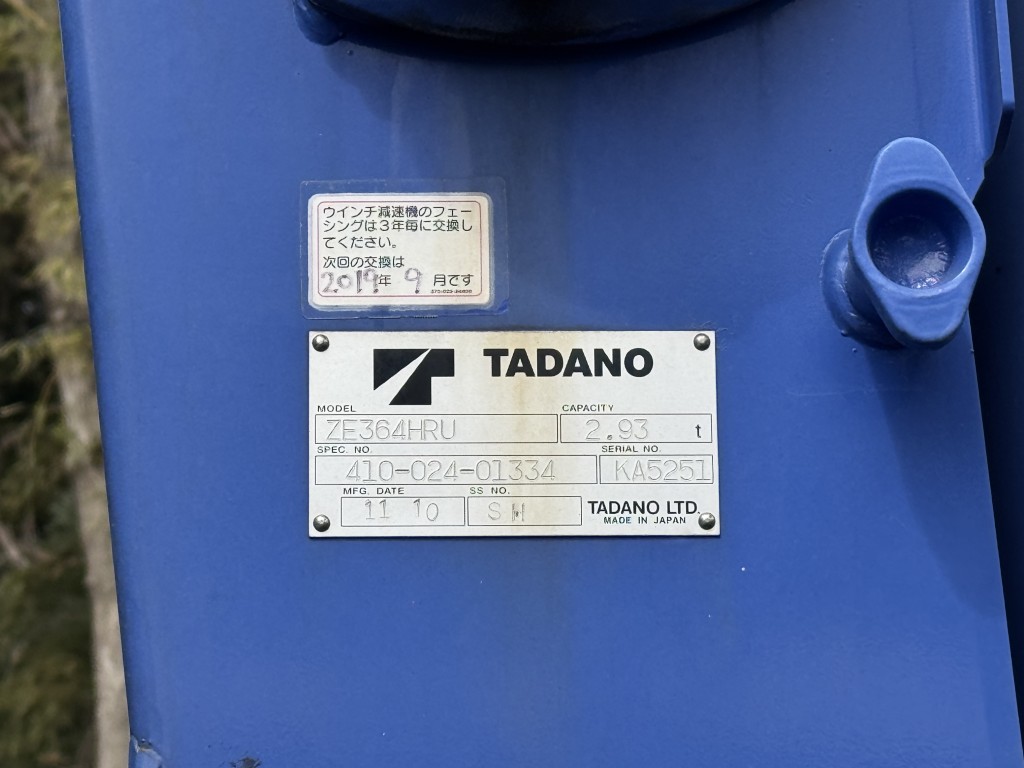 ウインチ減速機のフェー
シングは3年毎に交換し
てください。
次回の交換は
2019年 9 月です
TADANO
MODEL CAPACITY
ZE364HRU 2.93 t
SPEC. NO. SERIAL NO.
410-024-01334 KA5251
MFG. DATE SS NO.
11 10 SH TADANO LTD.
MADE IN JAPAN